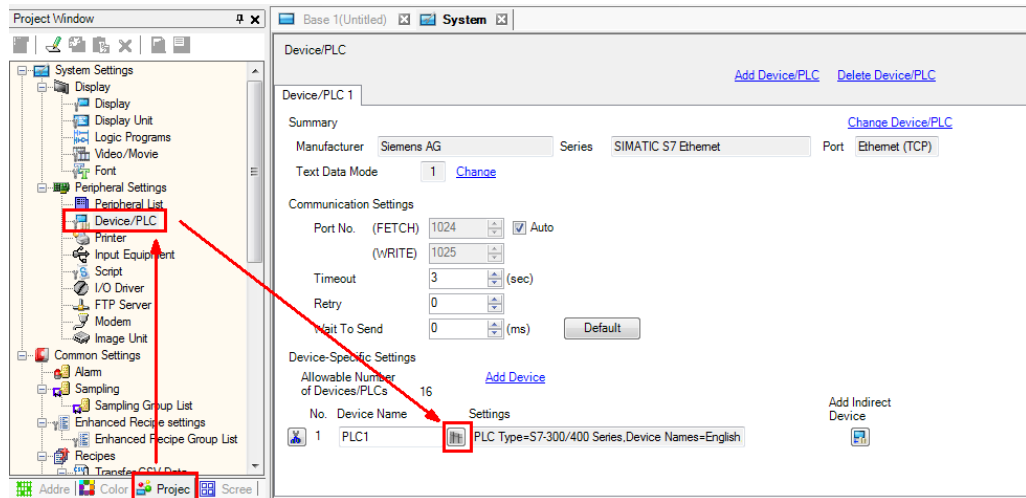 Project Window
System Settings
Display
Display
Display Unit
Logic Programs
Video/Movie
Font
Peripheral Settings
Peripheral List
Device/PLC
Printer
Input Equipment
Script
I/O Driver
FTP Server
Modem
Image Unit
Common Settings
Alarm
Sampling
Sampling Group List
Enhanced Recipe settings
Enhanced Recipe Group List
Recipes
Transfer CSV Data
Addre Color Projec Scree
Base 1(Untitled) System
Device/PLC
Add Device/PLC Delete Device/PLC
Device/PLC 1
Summary Change Device/PLC
Manufacturer Siemens AG Series SIMATIC S7 Ethernet Port Ethernet (TCP)
Text Data Mode 1 Change
Communication Settings
Port No. (FETCH) 1024 Auto
(WRITE) 1025
Timeout 3 (sec)
Retry 0
Wait To Send 0 (ms) Default
Device-Specific Settings
Allowable Number Add Device
of Devices/PLCs 16
Add Indirect
No. Device Name Settings Device
1 PLC1 PLC Type=S7-300/400 Series,Device Names=English